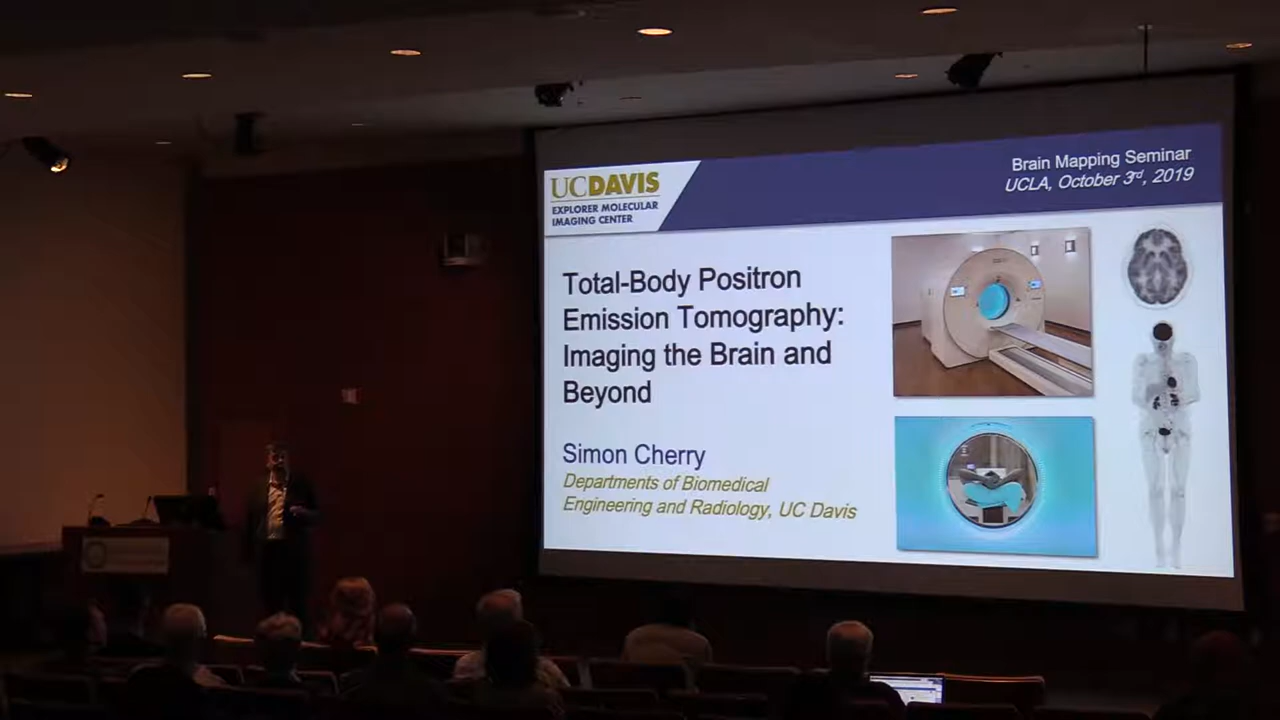 UCDAVIS
EXPLORER MOLECULAR
IMAGING CENTER
Brain Mapping Seminar
UCLA, October 3rd, 2019
Total-Body Positron
Emission Tomography:
Imaging the Brain and
Beyond
Simon Cherry
Departments of Biomedical
Engineering and Radiology, UC Davis